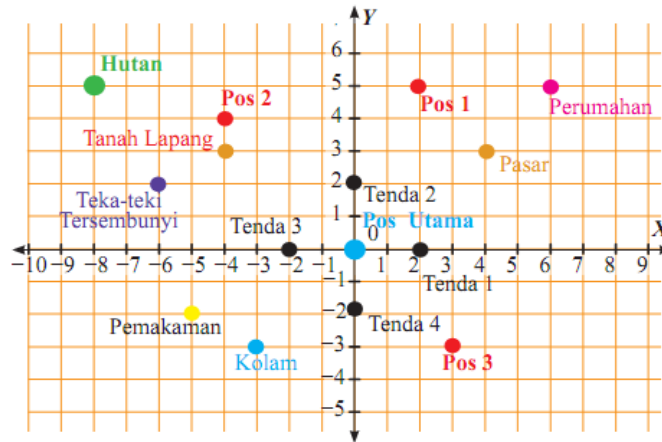 Y
6
Hutan
5
Pos 2
Pos 1
Perumahan
4
Tanah Lapang
3
Pasar
2
Teka-teki
Tersembunyi
Tenda 2
1
Tenda 3
Pos Utama
0
X
−10 −9 −8 −7 −6 −5 −4 −3 −2 −1 1 2 3 4 5 6 7 8 9
−1
Tenda 1
−2
Pemakaman
Tenda 4
−3
Kolam
Pos 3
−4
−5